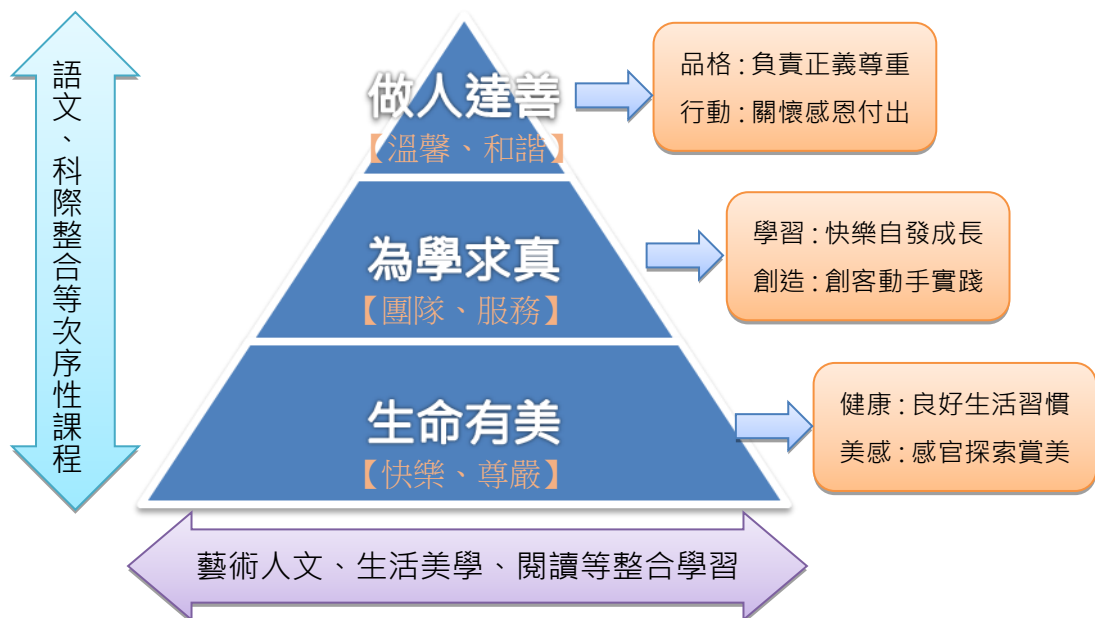 語文、科際整合等次序性課程
做人達善
【溫馨、和諧】
品格:負責正義尊重
行動:關懷感恩付出
為學求真
【團隊、服務】
學習:快樂自發成長
創造:創客動手實踐
生命有美
【快樂、尊嚴】
健康:良好生活習慣
美感:感官探索賞美
藝術人文、生活美學、閱讀等整合學習